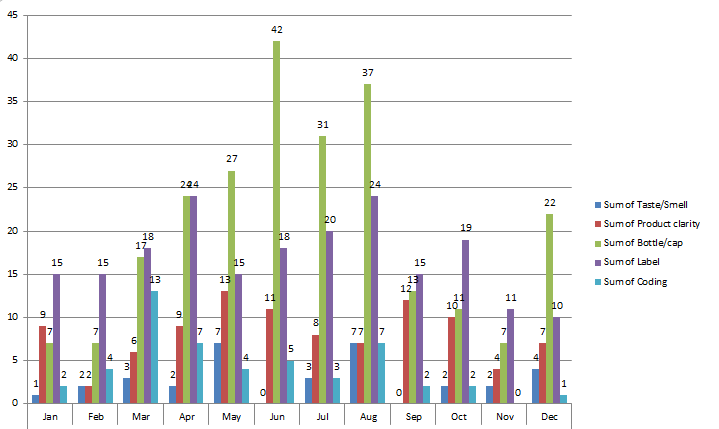 45
40
35
30
25
20
15
10
5
0
1 9 7 15 2
2 2 7 15 4
3 6 17 18 13
2 9 24 24 7
7 13 27 15 4
0 11 42 18 5
3 8 31 20 3
7 7 37 24 7
0 12 13 15 2
2 10 11 19 2
2 4 7 11 0
4 7 22 10 1
Jan Feb Mar Apr May Jun Jul Aug Sep Oct Nov Dec
Sum of Taste/Smell
Sum of Product clarity
Sum of Bottle/cap
Sum of Label
Sum of Coding